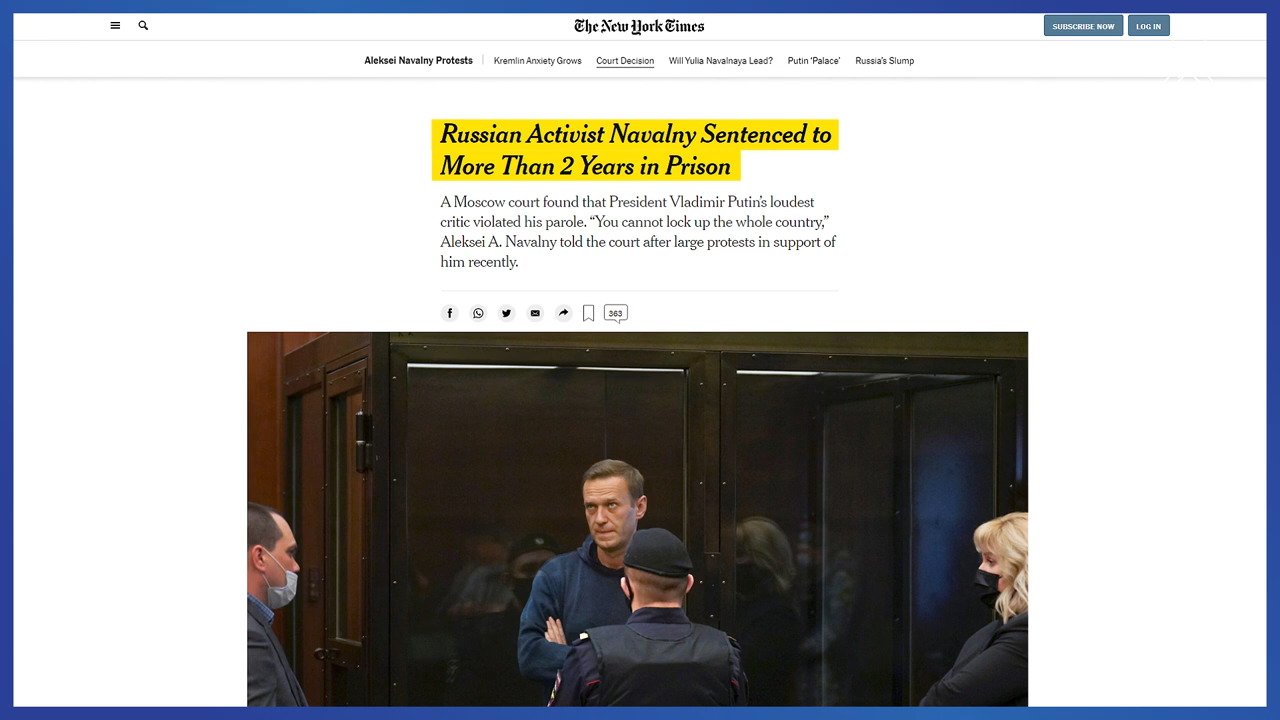 The New York Times
SUBSCRIBE NOW
LOG IN
Aleksei Navalny Protests
Kremlin Anxiety Grows
Court Decision
Will Yulia Navalnaya Lead?
Putin ‘Palace’
Russia’s Slump
Russian Activist Navalny Sentenced to
More Than 2 Years in Prison
A Moscow court found that President Vladimir Putin’s loudest
critic violated his parole. “You cannot lock up the whole country,”
Aleksei A. Navalny told the court after large protests in support of
him recently.
363